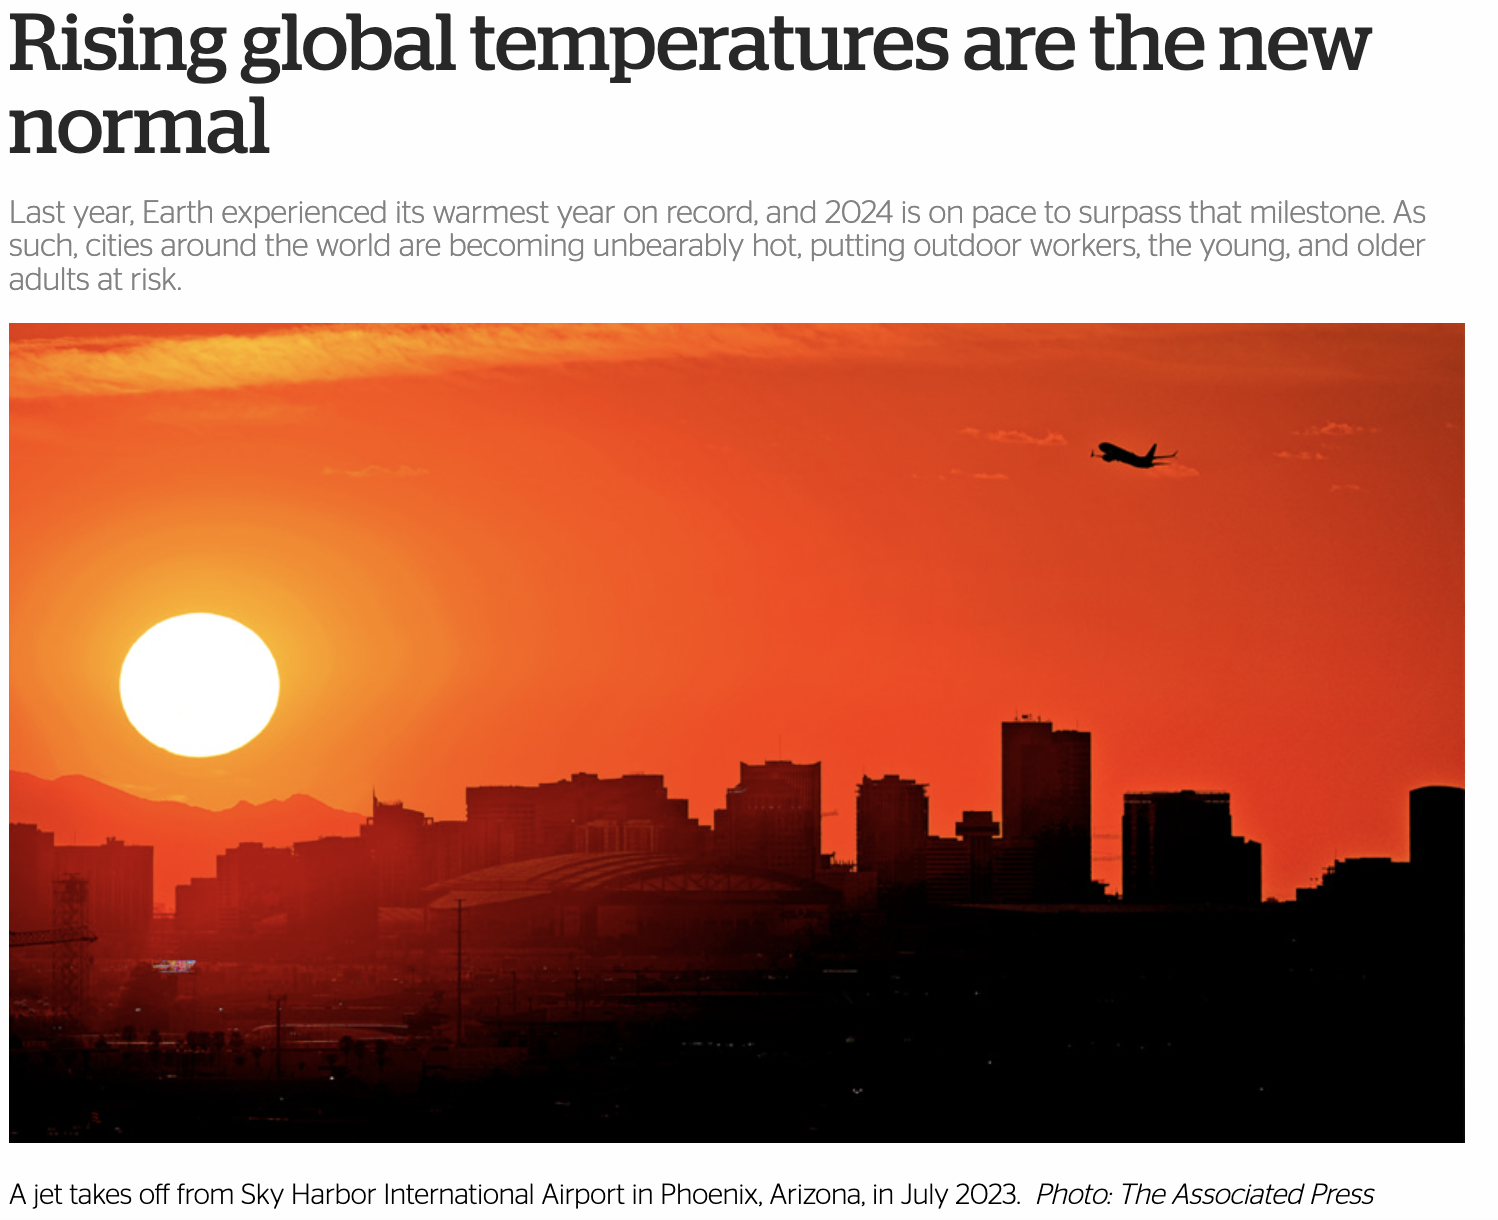 Rising global temperatures are the new
normal
Last year, Earth experienced its warmest year on record, and 2024 is on pace to surpass that milestone. As
such, cities around the world are becoming unbearably hot, putting outdoor workers, the young, and older
adults at risk.
A jet takes off from Sky Harbor International Airport in Phoenix, Arizona, in July 2023. Photo: The Associated Press